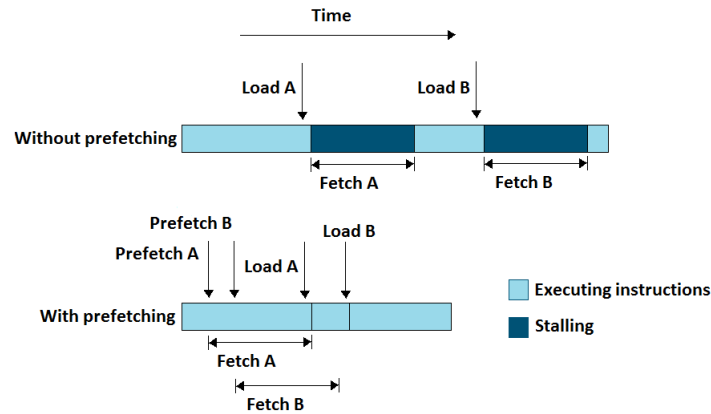 Time
Load A
Load B
Without prefetching
Fetch A
Fetch B
Prefetch B
Prefetch A
Load A
Load B
With prefetching
Fetch A
Fetch B
Executing instructions
Stalling